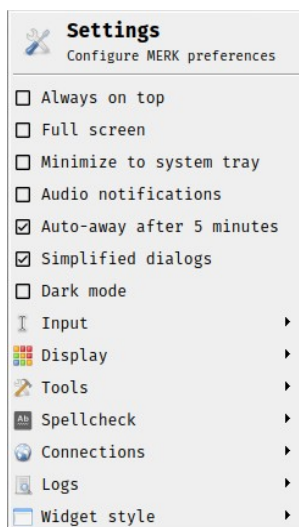 Settings
Configure MERK preferences
Always on top
Full screen
Minimize to system tray
Audio notifications
Auto-away after 5 minutes
Simplified dialogs
Dark mode
Input
Display
Tools
Ab Spellcheck
Connections
Logs
Widget style